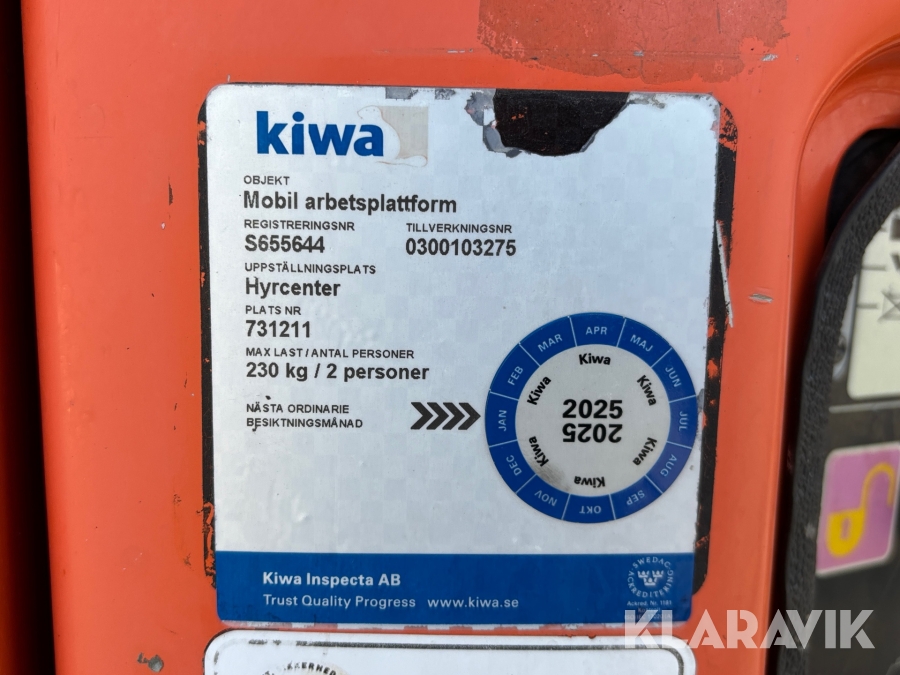 kiwa
OBJEKT
Mobil arbetsplattform
REGISTRERINGSNR TILLVERKNINGSNR
S655644 0300103275
UPPSTÄLLNINGSPLATS
Hyrcenter
PLATS NR
731211
MAX LAST / ANTAL PERSONER
230 kg / 2 personer
NÄSTA ORDINARIE
BESIKTNINGSMÅNAD
JAN FEB MAR APR MAJ JUN JUL AUG SEP OKT NOV DEC
Kiwa Kiwa Kiwa Kiwa Kiwa Kiwa
2025
2025
Kiwa Inspecta AB
Trust Quality Progress www.kiwa.se
SWEDAC
ACKREDITERING
KLARAVIK